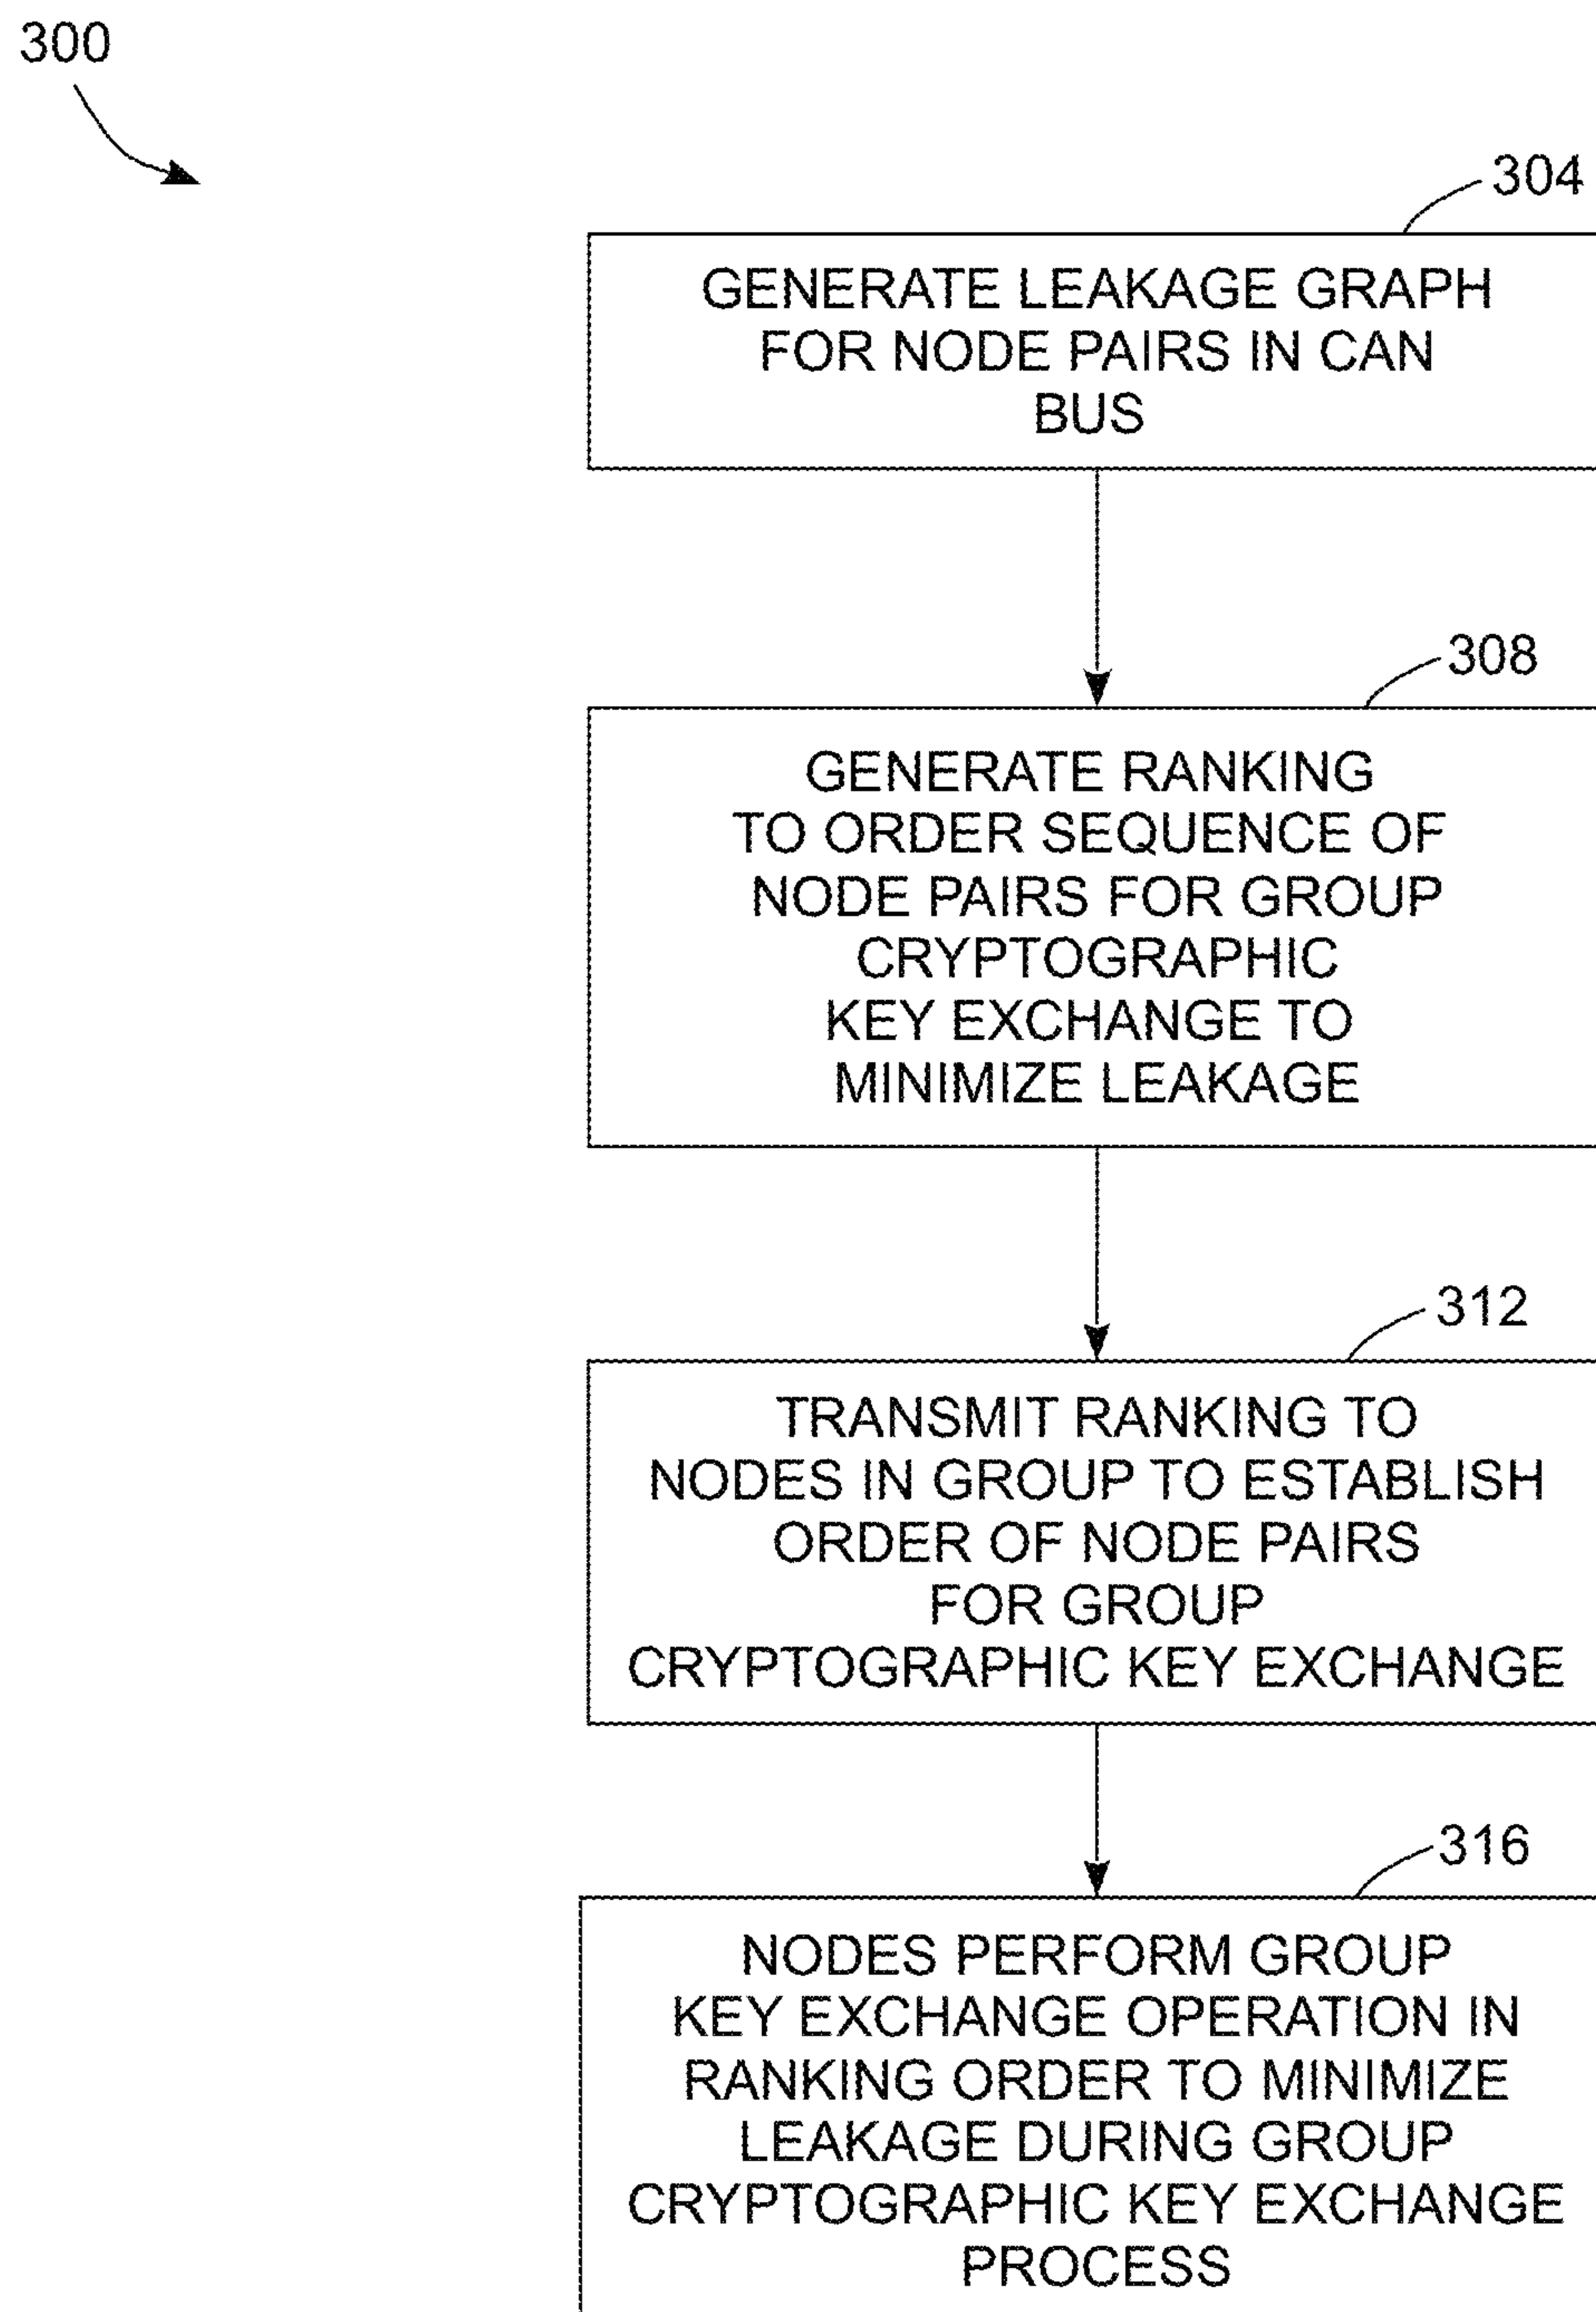 300
304
GENERATE LEAKAGE GRAPH
FOR NODE PAIRS IN CAN
BUS
308
GENERATE RANKING
TO ORDER SEQUENCE OF
NODE PAIRS FOR GROUP
CRYPTOGRAPHIC
KEY EXCHANGE TO
MINIMIZE LEAKAGE
312
TRANSMIT RANKING TO
NODES IN GROUP TO ESTABLISH
ORDER OF NODE PAIRS
FOR GROUP
CRYPTOGRAPHIC KEY EXCHANGE
316
NODES PERFORM GROUP
KEY EXCHANGE OPERATION IN
RANKING ORDER TO MINIMIZE
LEAKAGE DURING GROUP
CRYPTOGRAPHIC KEY EXCHANGE
PROCESS